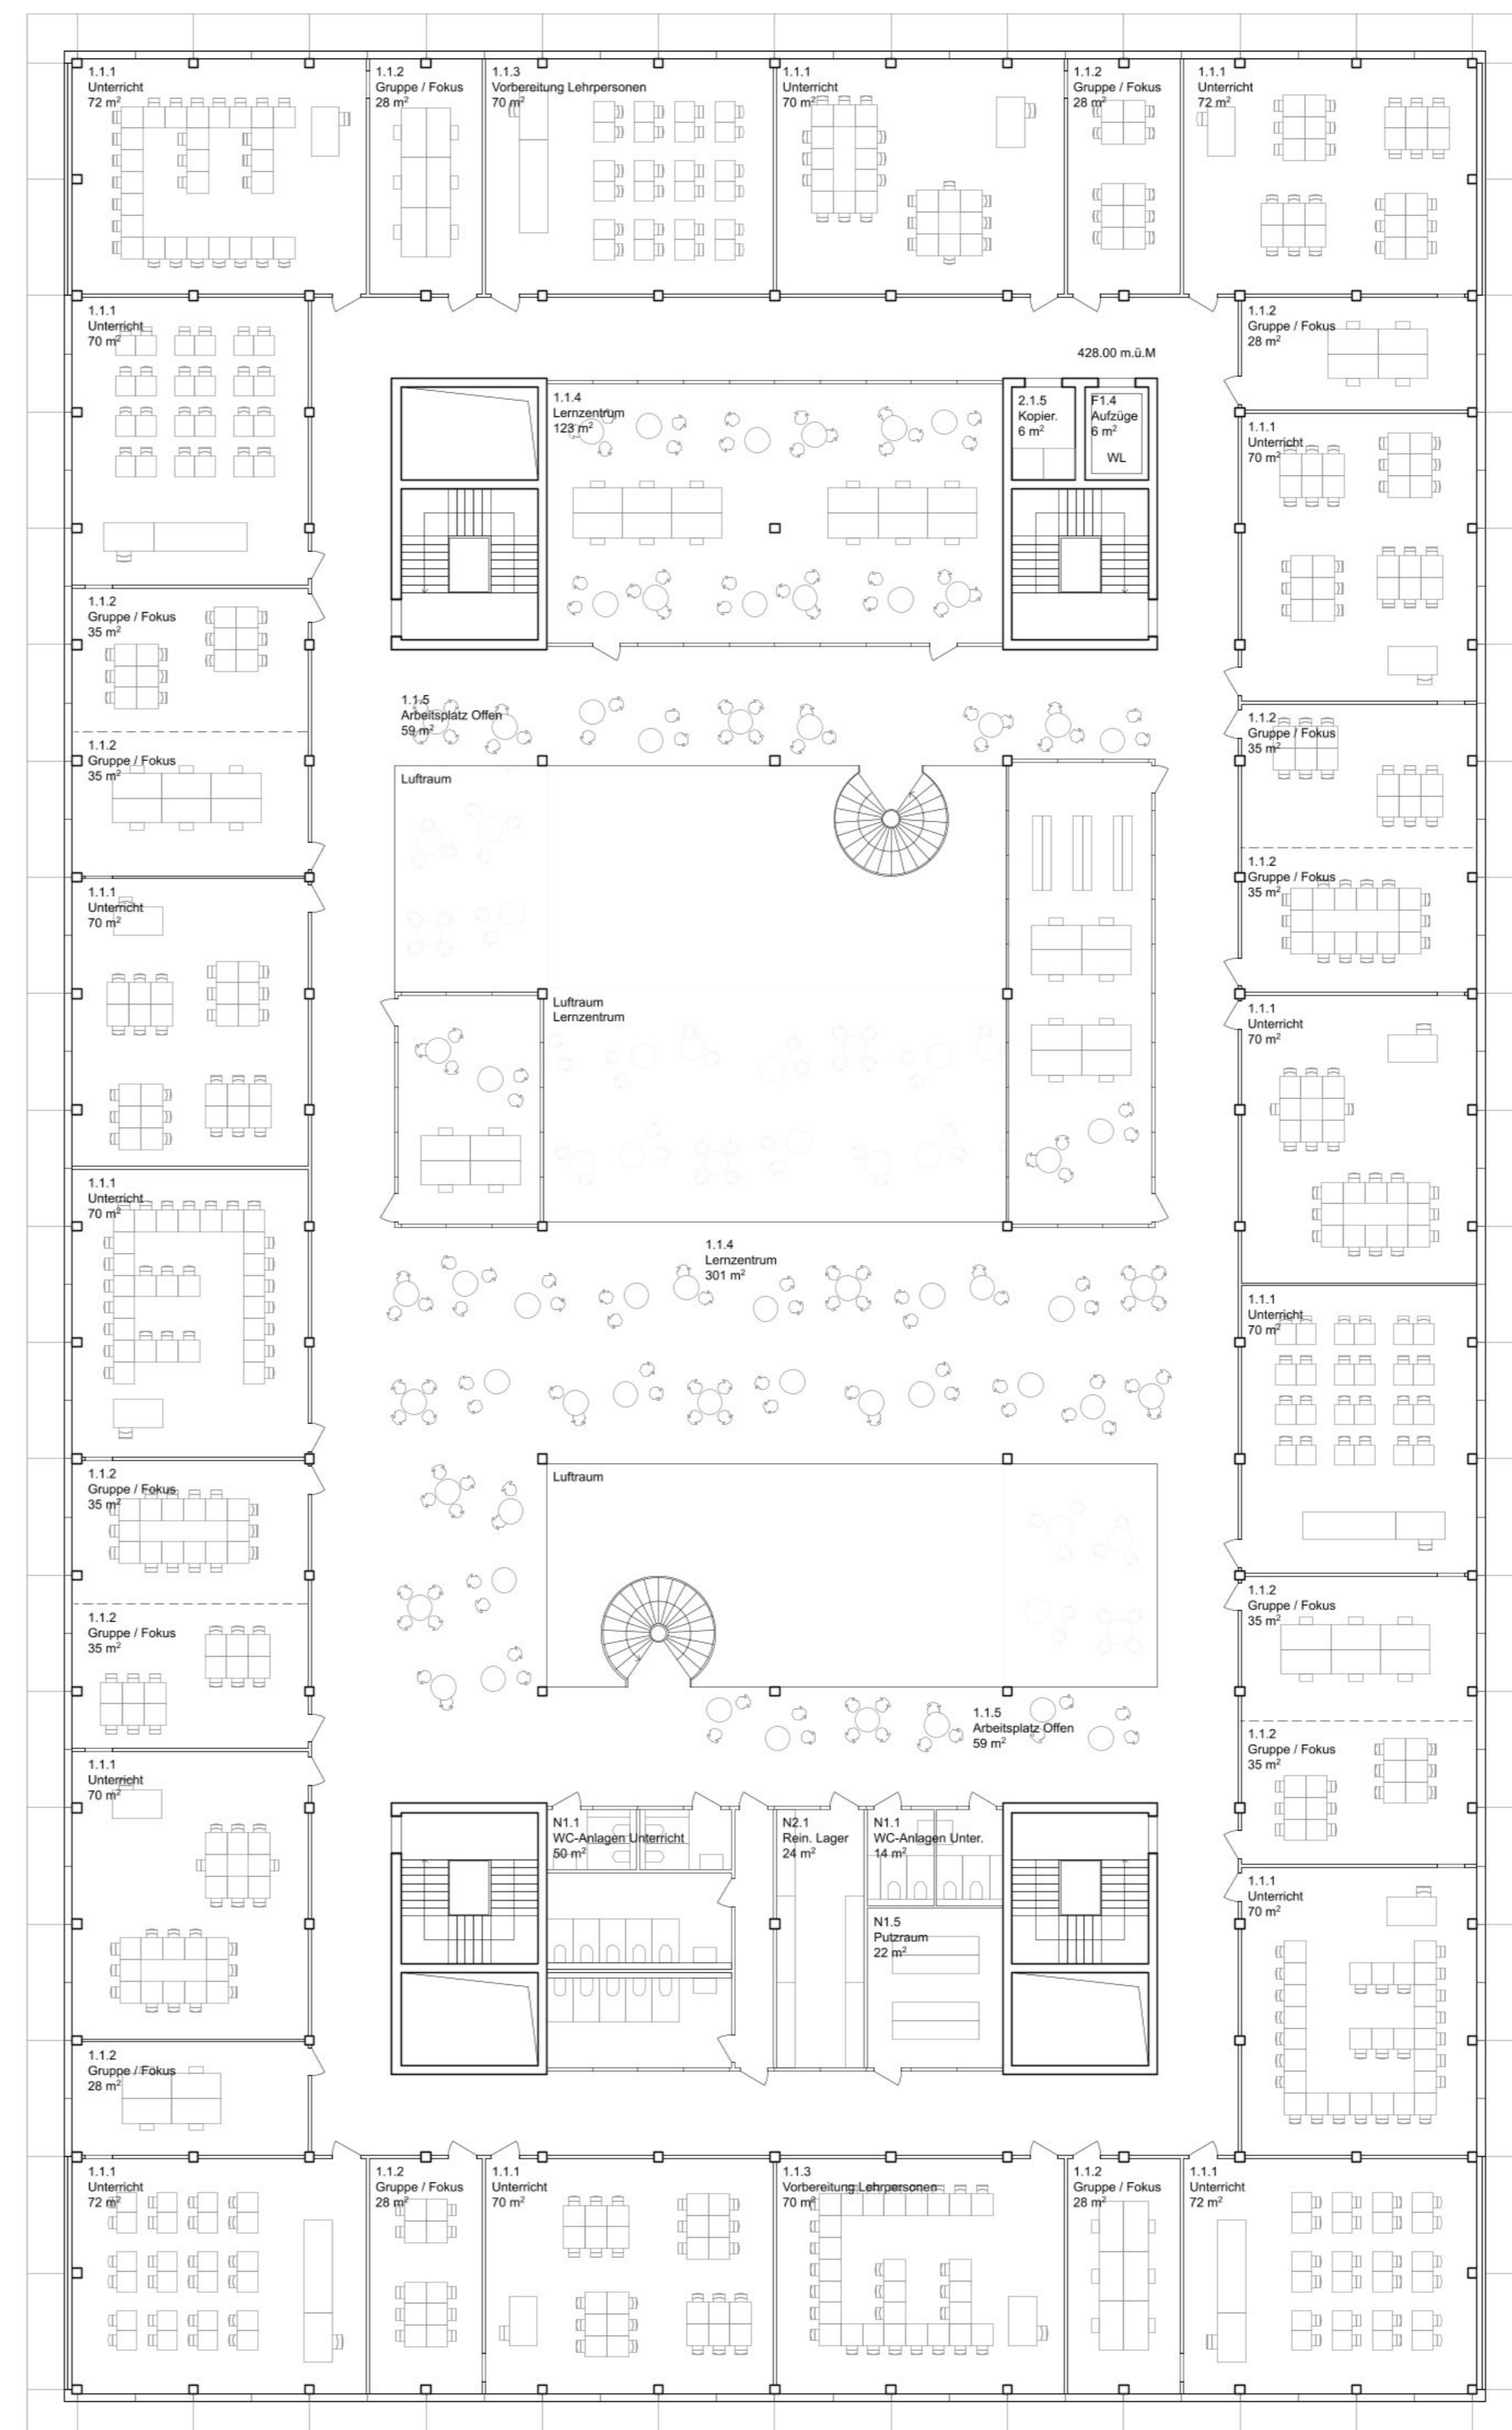 1.1.1
Unterricht
72 m²
1.1.2
Gruppe / Fokus
28 m²
1.1.3
Vorbereitung Lehrpersonen
70 m²
1.1.1
Unterricht
70 m²
1.1.2
Gruppe / Fokus
28 m²
1.1.1
Unterricht
72 m²
1.1.1
Unterricht
70 m²
1.1.2
Gruppe / Fokus
28 m²
428.00 m.ü.M
1.1.4
Lernzentrum
123 m²
2.1.5
Kopier.
6 m²
F1.4
Aufzüge
6 m²
WL
1.1.1
Unterricht
70 m²
1.1.2
Gruppe / Fokus
35 m²
1.1.5
Arbeitsplatz Offen
59 m²
1.1.2
Gruppe / Fokus
35 m²
1.1.2
Gruppe / Fokus
35 m²
Luftraum
1.1.2
Gruppe / Fokus
35 m²
1.1.1
Unterricht
70 m²
Luftraum
Lernzentrum
1.1.1
Unterricht
70 m²
1.1.1
Unterricht
70 m²
1.1.4
Lernzentrum
301 m²
1.1.1
Unterricht
70 m²
1.1.2
Gruppe / Fokus
35 m²
Luftraum
1.1.2
Gruppe / Fokus
35 m²
1.1.2
Gruppe / Fokus
35 m²
1.1.5
Arbeitsplatz Offen
59 m²
1.1.2
Gruppe / Fokus
35 m²
1.1.1
Unterricht
70 m²
N1.1
WC-Anlagen Unterricht
50 m²
N2.1
Rein. Lager
24 m²
N1.1
WC-Anlagen Unter.
14 m²
1.1.1
Unterricht
70 m²
N1.5
Putzraum
22 m²
1.1.2
Gruppe / Fokus
28 m²
1.1.1
Unterricht
72 m²
1.1.2
Gruppe / Fokus
28 m²
1.1.1
Unterricht
70 m²
1.1.3
Vorbereitung Lehrpersonen
70 m²
1.1.2
Gruppe / Fokus
28 m²
1.1.1
Unterricht
72 m²